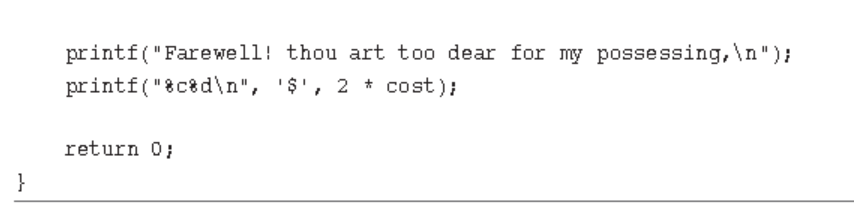 printf("Farewell! thou art too dear for my possessing,\n");
printf("%c%d\n", '$', 2 * cost);
return 0;
}